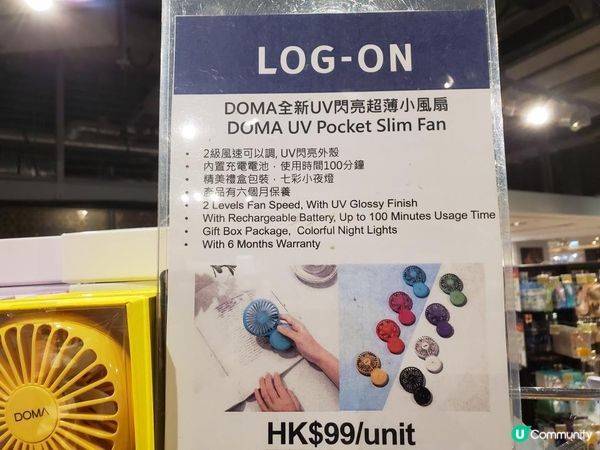 LOG-ON
DOMA全新UV閃亮超薄小風扇
DOMA UV Pocket Slim Fan
• 2級風速可以調, UV閃亮外殼
• 內置充電電池，使用時間100分鐘
• 精美禮盒包裝，七彩小夜燈
• 產品有六個月保養
• 2 Levels Fan Speed, With UV Glossy Finish
• With Rechargeable Battery, Up to 100 Minutes Usage Time
• Gift Box Package,  Colorful Night Lights
• With 6 Months Warranty
HK$99/unit
DOMA
U Community